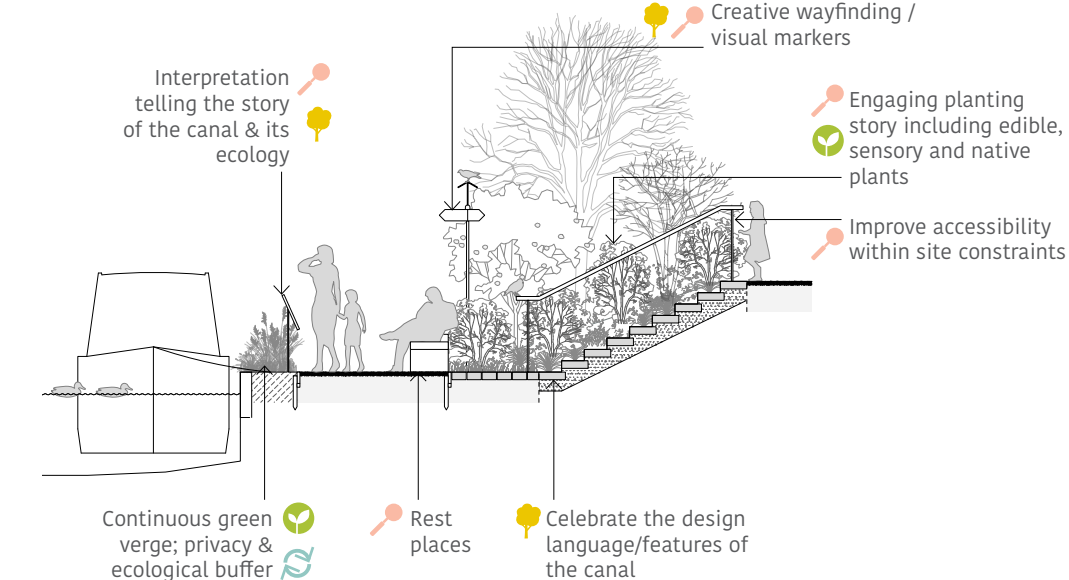 Creative wayfinding /
visual markers
Interpretation
telling the story
of the canal & its
ecology
Engaging planting
story including edible,
sensory and native
plants
Improve accessibility
within site constraints
Continuous green
verge; privacy &
ecological buffer
Rest
places
Celebrate the design
language/features of
the canal